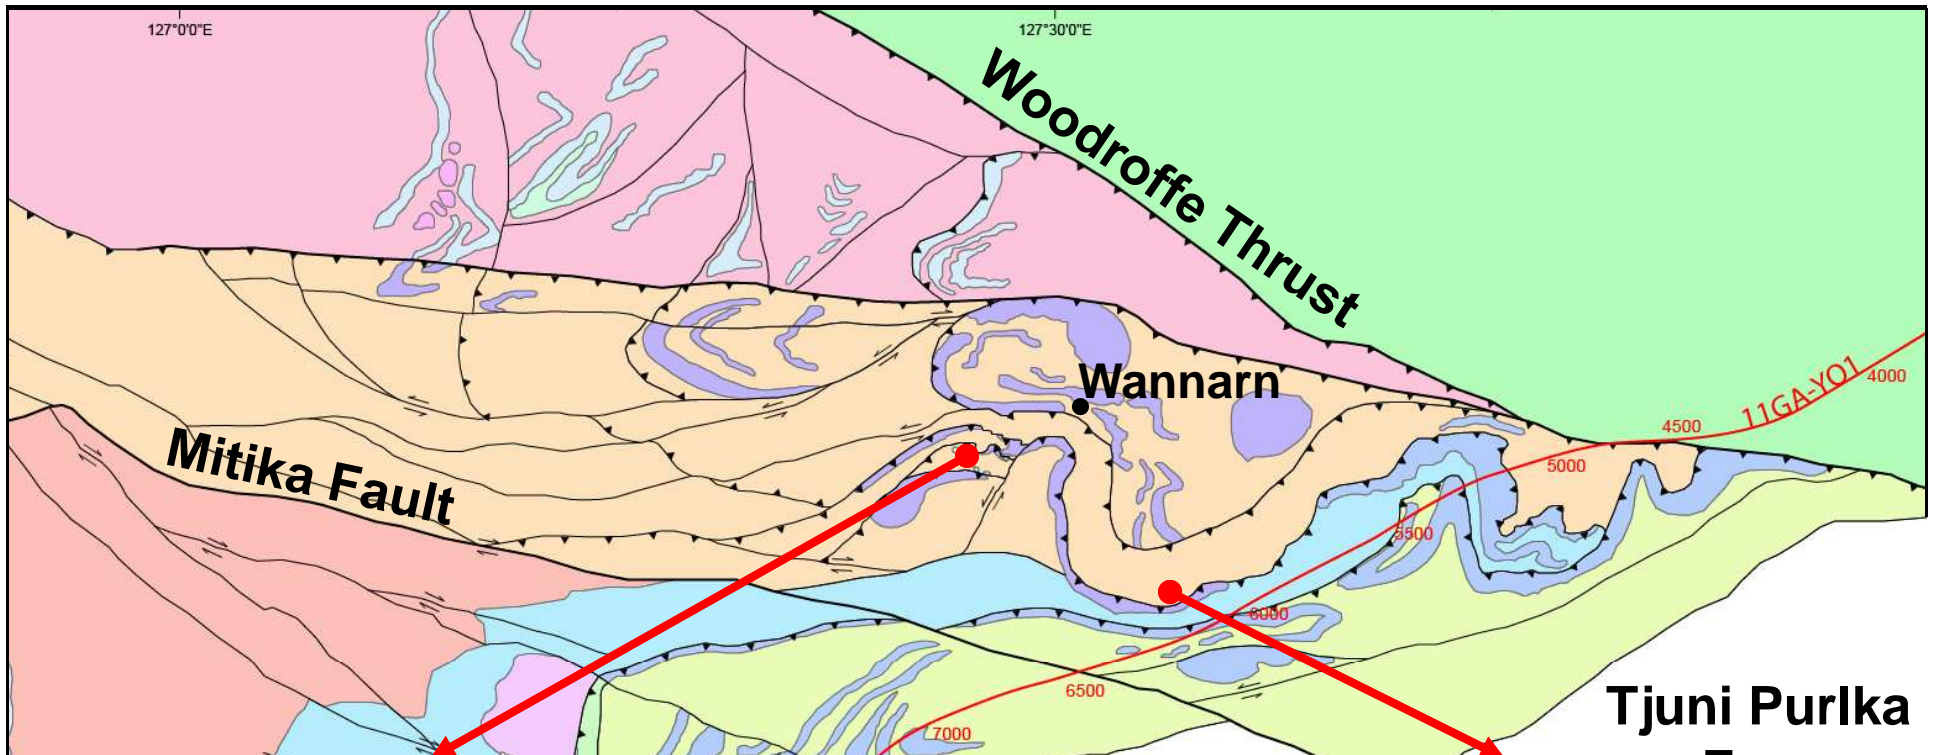 127°0'0"E
127°30'0"E
Woodroffe Thrust
Wannarn
Mitika Fault
11GA-YO1
4000
4500
5000
5500
6000
6500
7000
Tjuni Purlka